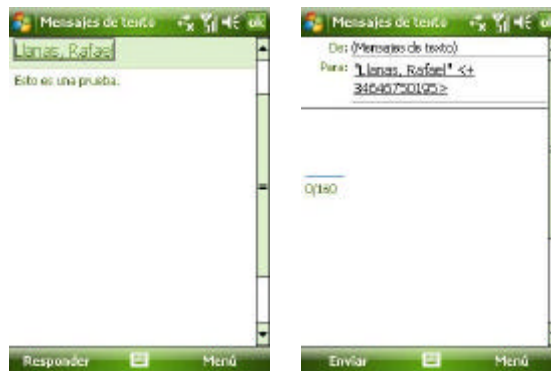 Mensajes de texto
ok
Llanas, Rafael
Esto es una prueba.
Responder
Menú
Mensajes de texto
ok
De: (Mensajes de texto)
Para: "Llanas, Rafael" <+
34646750195>
0/160
Enviar
Menú